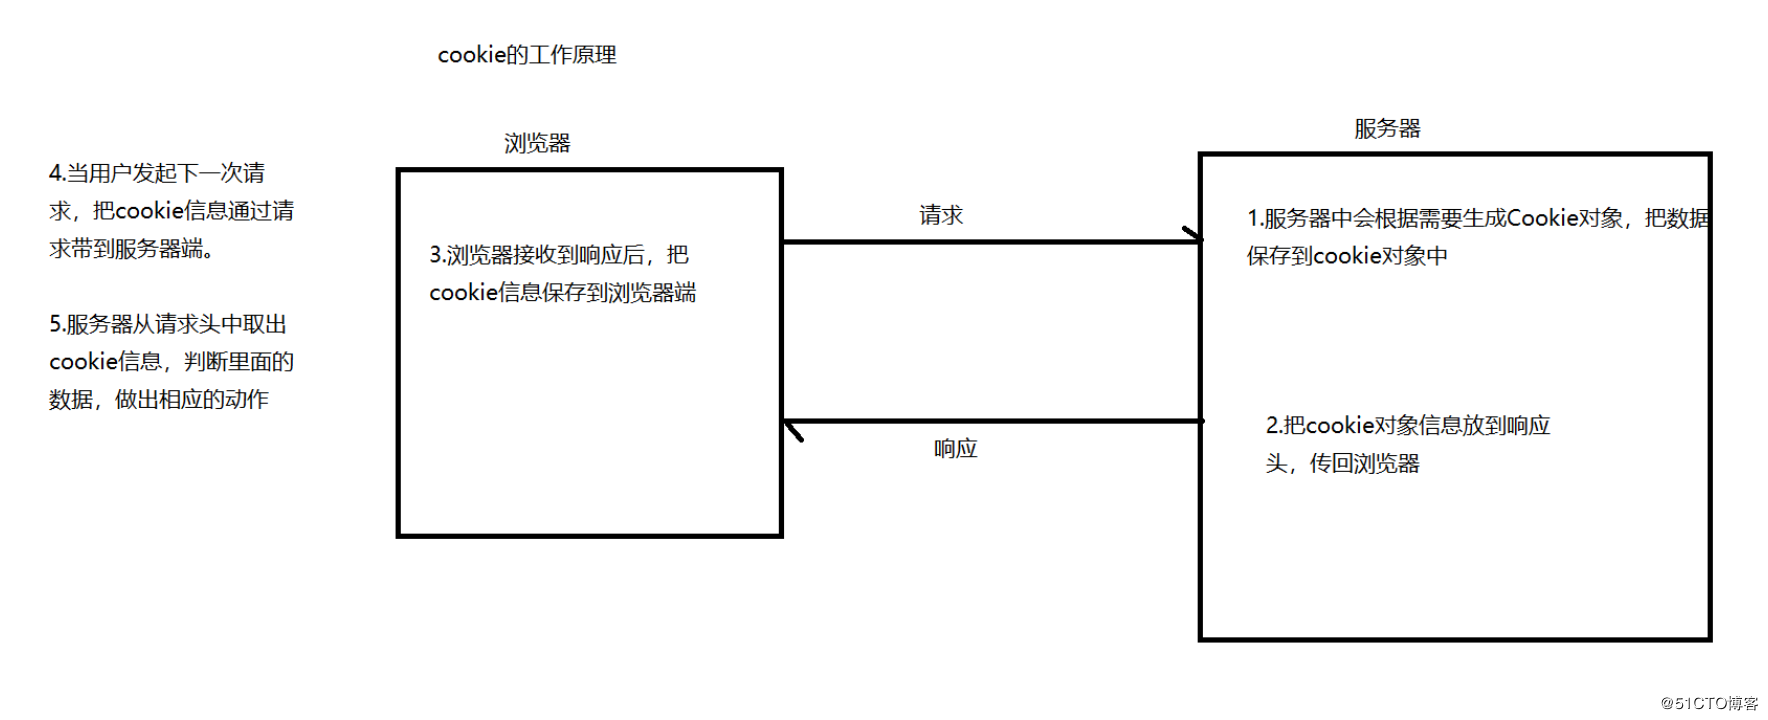 cookie的工作原理
浏览器
服务器
4.当用户发起下一次请
求，把cookie信息通过请
求带到服务器端。
5.服务器从请求头中取出
cookie信息，判断里面的
数据，做出相应的动作
3.浏览器接收到响应后，把
cookie信息保存到浏览器端
请求
响应
1.服务器中会根据需要生成Cookie对象，把数据
保存到cookie对象中
2.把cookie对象信息放到响应
头，传回浏览器
@51CTO博客